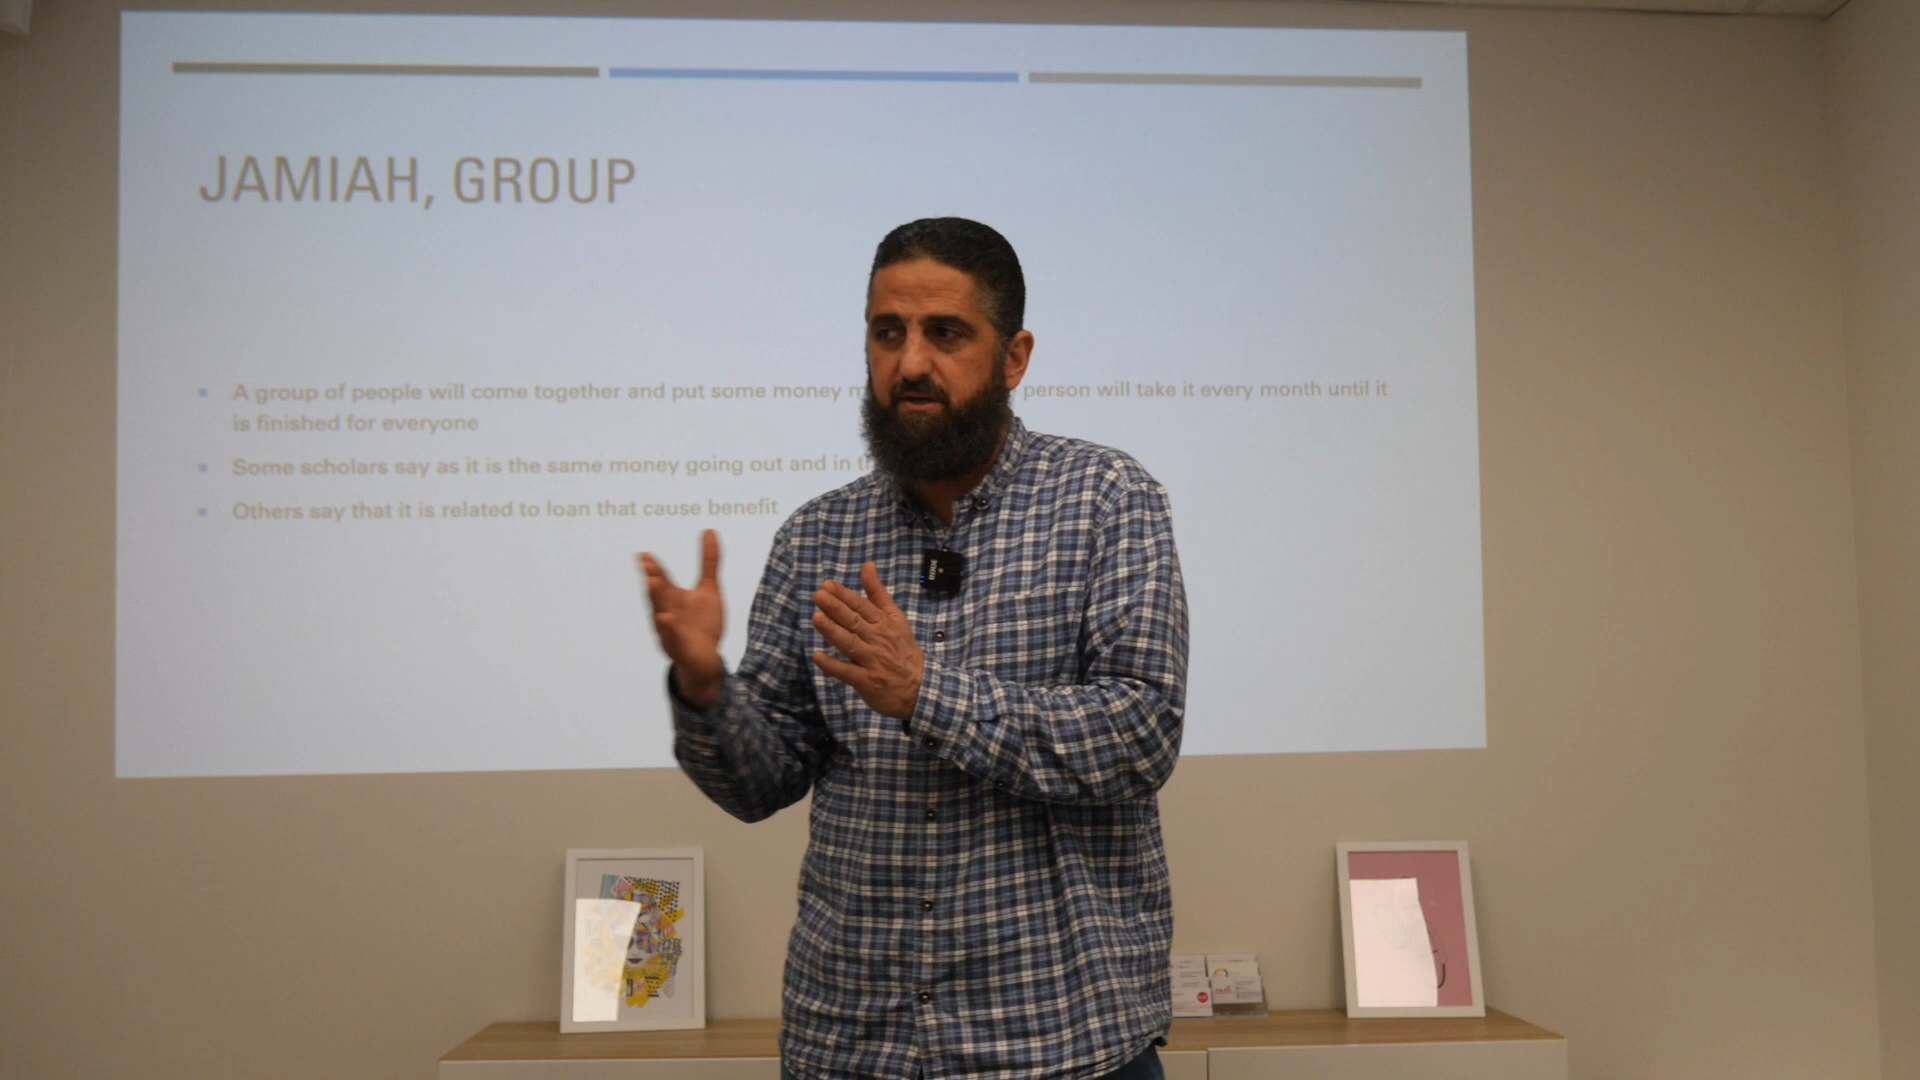 JAMIAH, GROUP
A group of people will come together and put some money person will take it every month until it
is finished for everyone
Some scholars say as it is the same money going out and in
Others say that it is related to loan that cause benefit
RODE